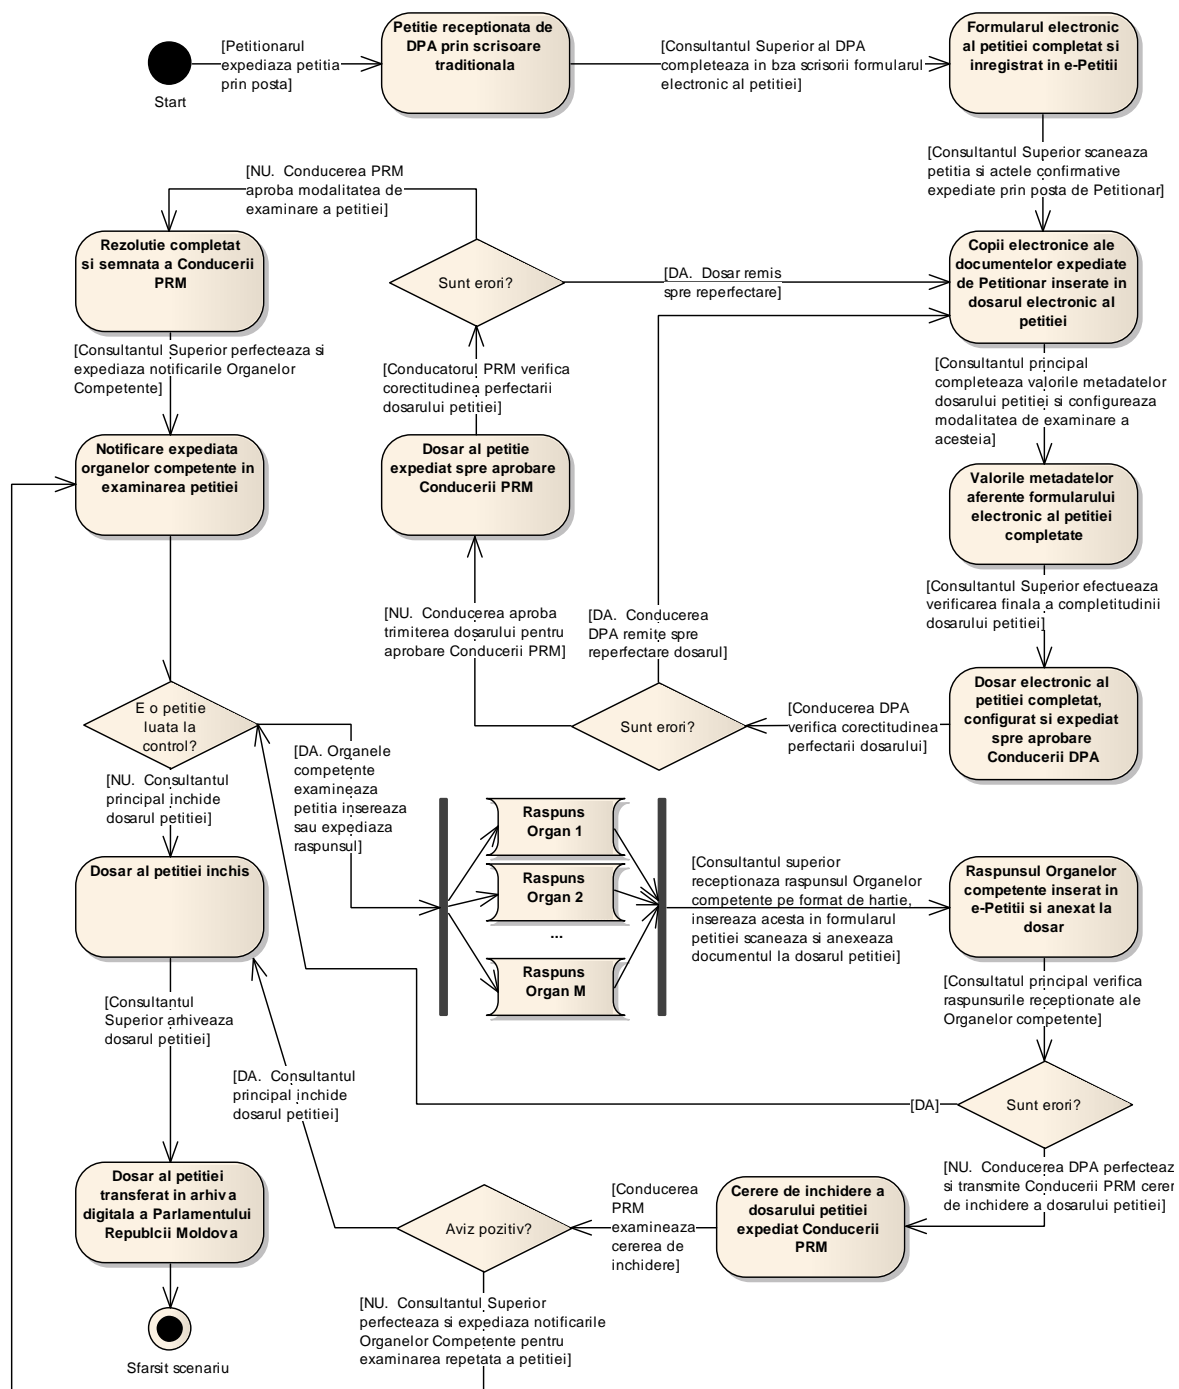 Start
[Petitionarul
expediaza petitia
prin posta]
Petitie receptionata de
DPA prin scrisoare
traditionala
[Consultantul Superior al DPA
completeaza in bza scrisorii formularul
electronic al petitiei]
Formularul electronic
al petitiei completat si
inregistrat in e-Petitii
[Consultantul Superior scaneaza
petitia si actele confirmative
expediate prin posta de Petitionar]
[NU.  Conducerea PRM
aproba modalitatea de
examinare a petitiei]
Rezolutie completat
si semnata a Conducerii
PRM
Sunt erori?
[DA.  Dosar remis
spre reperfectare]
Copii electronice ale
documentelor expediate
de Petitionar inserate in
dosarul electronic al
petitiei
[Consultantul Superior perfecteaza si
expediaza notificarile Organelor
Competente]
[Conducatorul PRM verifica
corectitudinea perfectarii
dosarului petitiei]
[Consultantul principal
completeaza valorile metadatelor
dosarului petitiei si configureaza
modalitatea de examinare a
acesteia]
Notificare expediata
organelor competente in
examinarea petitiei
Dosar al petitie
expediat spre aprobare
Conducerii PRM
Valorile metadatelor
aferente formularului
electronic al petitiei
completate
[Consultantul Superior efectueaza
verificarea finala a completitudinii
dosarului petitiei]
[NU.  Conducerea aproba
trimiterea dosarului pentru
aprobare Conducerii PRM]
[DA.  Conducerea
DPA remite spre
reperfectare dosarul]
Dosar electronic al
petitiei completat,
configurat si expediat
spre aprobare
Conducerii DPA
[Conducerea DPA
verifica corectitudinea
perfectarii dosarului]
Sunt erori?
E o petitie
luata la
control?
[DA. Organele
competente
examineaza
petitia insereaza
sau expediaza
raspunsul]
[NU.  Consultantul
principal inchide
dosarul petitiei]
Dosar al petitiei inchis
Raspuns
Organ 1
Raspuns
Organ 2
...
Raspuns
Organ M
[Consultantul superior
receptionaza raspunsul Organelor
competente pe format de hartie,
insereaza acesta in formularul
petitiei scaneaza si anexeaza
documentul la dosarul petitiei]
Raspunsul Organelor
competente inserat in
e-Petitii si anexat la
dosar
[Consultatul principal verifica
raspunsurile receptionate ale
Organelor competente]
[Consultantul
Superior arhiveaza
dosarul petitiei]
[DA.  Consultantul
principal inchide
dosarul petitiei]
[DA]
Sunt erori?
[NU.  Conducerea DPA perfecteaz
si transmite Conducerii PRM cerer
de inchidere a dosarului petitiei]
Cerere de inchidere a
dosarului petitiei
expediat Conducerii
PRM
[Conducerea
PRM
examineaza
cererea de
inchidere]
Aviz pozitiv?
Dosar al petitiei
transferat in arhiva
digitala a Parlamentului
Republcii Moldova
[NU.  Consultantul Superior
perfecteaza si expediaza notificarile
Organelor Competente pentru
examinarea repetata a petitiei]
Sfarsit scenariu